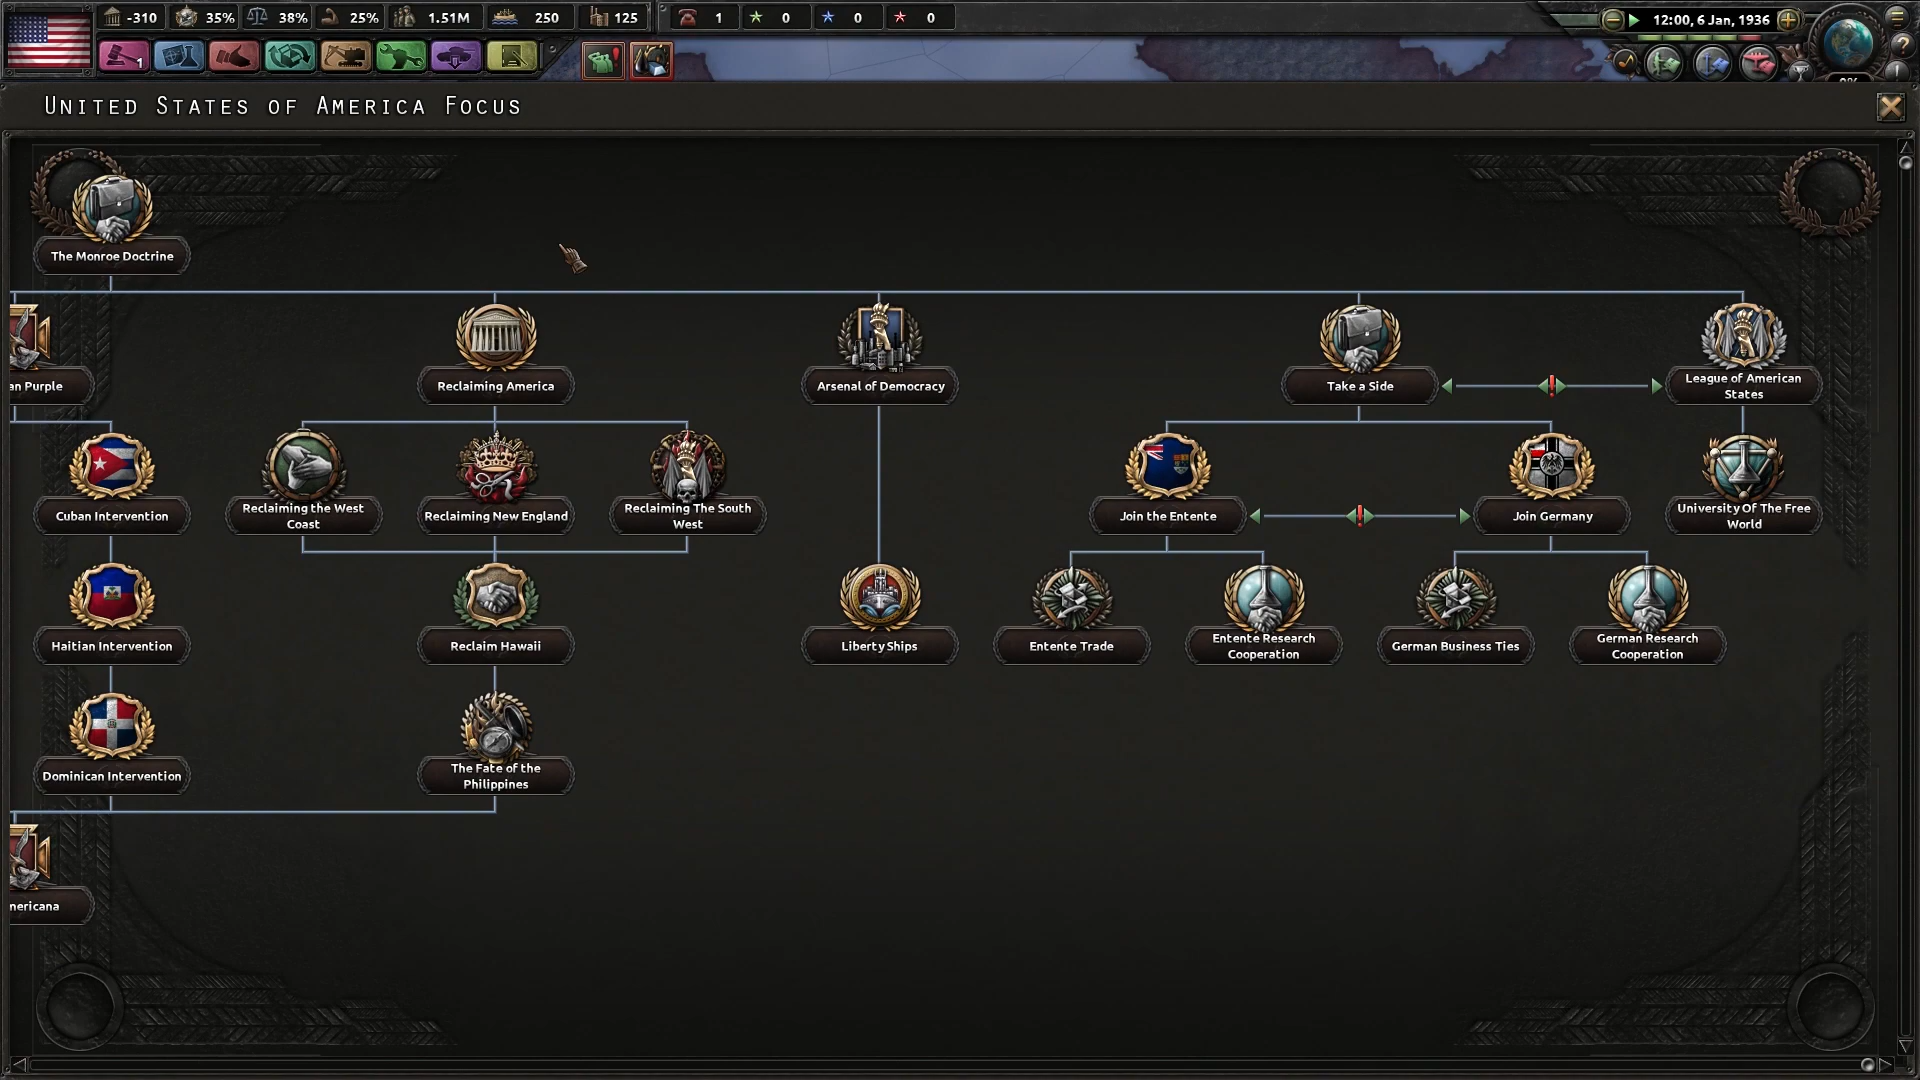 -310 35% 38% 25% 1.51M 250 125 1 0 0 0 12:00, 6 Jan, 1936
1
United States of America Focus
The Monroe Doctrine
an Purple
Reclaiming America
Arsenal of Democracy
Take a Side
League of American
States
Cuban Intervention
Reclaiming the West
Coast
Reclaiming New England
Reclaiming The South
West
Join the Entente
Join Germany
University Of The Free
World
Haitian Intervention
Reclaim Hawaii
Liberty Ships
Entente Trade
Entente Research
Cooperation
German Business Ties
German Research
Cooperation
Dominican Intervention
The Fate of the
Philippines
nericana